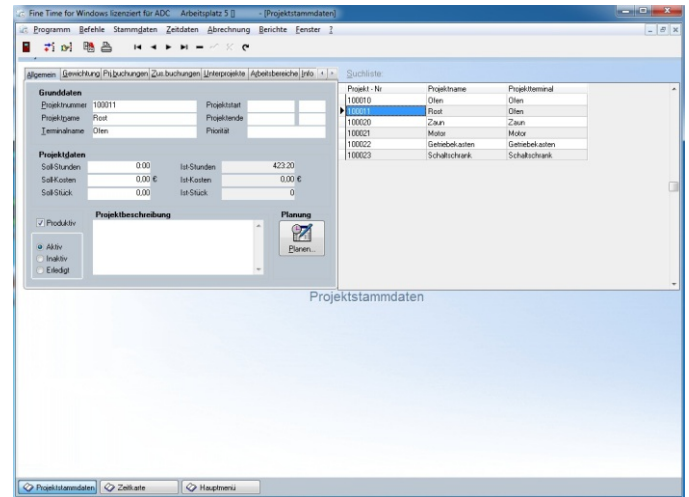 Fine Time for Windows lizenziert für ADC Arbeitsplatz 5 [] - [Projektstammdaten]
Programm Befehle Stammdaten Zeitdaten Abrechnung Berichte Fenster ?
Allgemein Gewichtung Prj.buchungen Zus.buchungen Unterprojekte Arbeitsbereiche Info
Grunddaten
Projektnummer 100011 Projektstart
Projektname Rost Projektende
Terminalname Ofen Priorität
Projektdaten
Soll-Stunden 0:00 Ist-Stunden 423:20
Soll-Kosten 0,00 € Ist-Kosten 0,00 €
Soll-Stück 0,00 Ist-Stück 0
Produktiv
Aktiv
Inaktiv
Erledigt
Projektbeschreibung
Planung
Planen...
Suchliste:
Projekt - Nr Projektname Projektterminal
100010 Ofen Ofen
100011 Rost Ofen
100020 Zaun Zaun
100021 Motor Motor
100022 Getriebekasten Getriebekasten
100023 Schaltschrank Schaltschrank
Projektstammdaten
Projektstammdaten Zeitkarte Hauptmenü